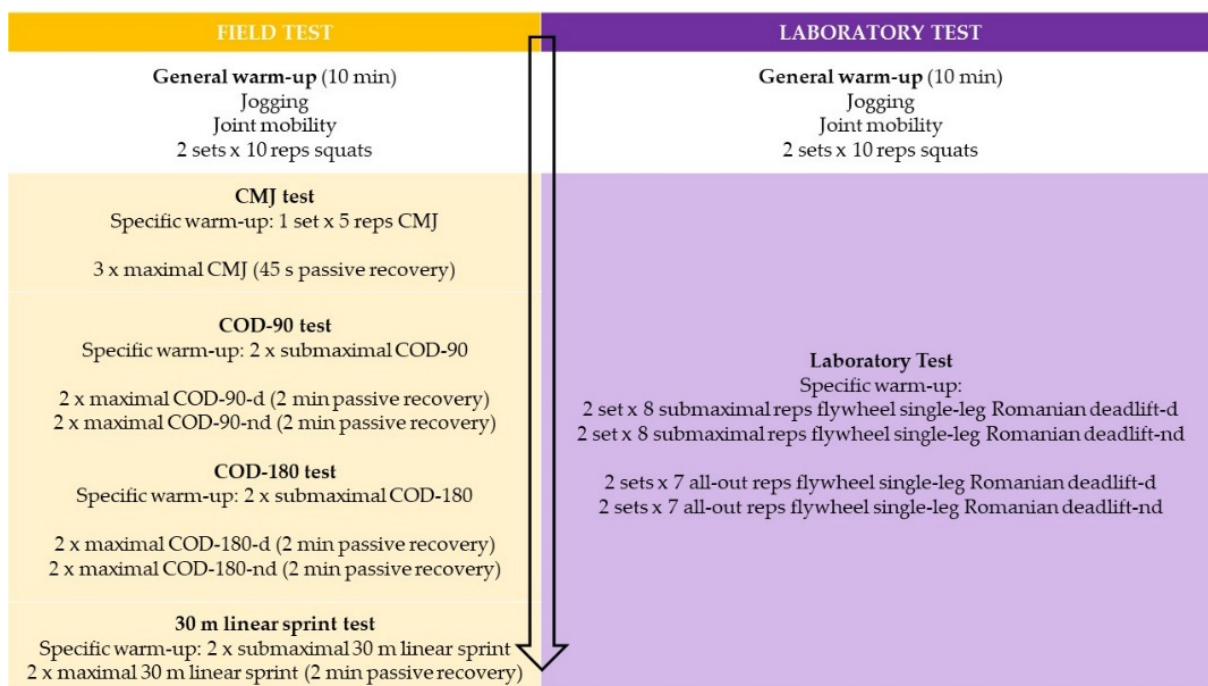 FIELD TEST
General warm-up (10 min)
Jogging
Joint mobility
2 sets x 10 reps squats
CMJ test
Specific warm-up: 1 set x 5 reps CMJ
3 x maximal CMJ (45 s passive recovery)
COD-90 test
Specific warm-up: 2 x submaximal COD-90
2 x maximal COD-90-d (2 min passive recovery)
2 x maximal COD-90-nd (2 min passive recovery)
COD-180 test
Specific warm-up: 2 x submaximal COD-180
2 x maximal COD-180-d (2 min passive recovery)
2 x maximal COD-180-nd (2 min passive recovery)
30 m linear sprint test
Specific warm-up: 2 x submaximal 30 m linear sprint
2 x maximal 30 m linear sprint (2 min passive recovery)
LABORATORY TEST
General warm-up (10 min)
Jogging
Joint mobility
2 sets x 10 reps squats
Laboratory Test
Specific warm-up:
2 set x 8 submaximal reps flywheel single-leg Romanian deadlift-d
2 set x 8 submaximal reps flywheel single-leg Romanian deadlift-nd
2 sets x 7 all-out reps flywheel single-leg Romanian deadlift-d
2 sets x 7 all-out reps flywheel single-leg Romanian deadlift-nd